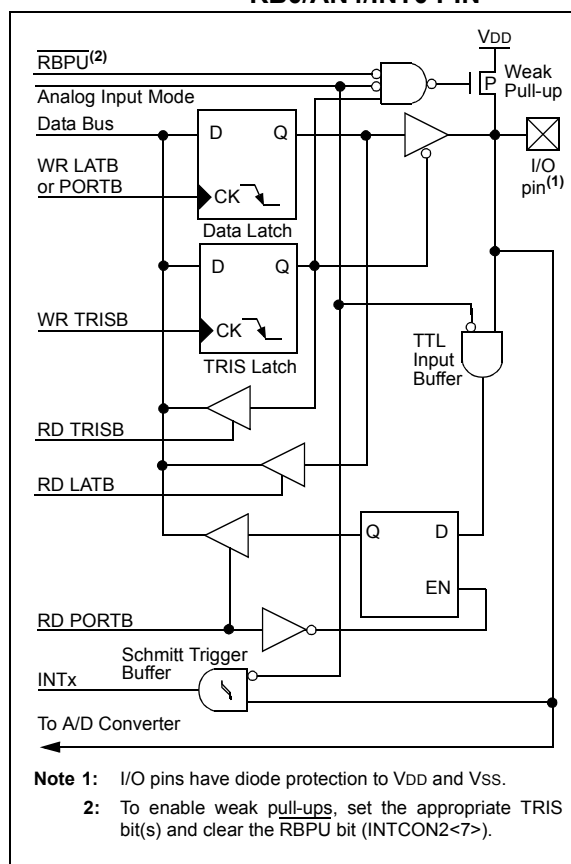 PIN
RBPU(2)
Analog Input Mode
Data Bus
WR LATB
or PORTB
D
Q
CK
Data Latch
VDD
P
Weak
Pull-up
I/O
pin(1)
D
Q
WR TRISB
CK
TRIS Latch
TTL
Input
Buffer
RD TRISB
RD LATB
Q
D
EN
RD PORTB
Schmitt Trigger
Buffer
INTx
To A/D Converter
Note 1: I/O pins have diode protection to VDD and VSS.
2: To enable weak pull-ups, set the appropriate TRIS
bit(s) and clear the RBPU bit (INTCON2<7>).